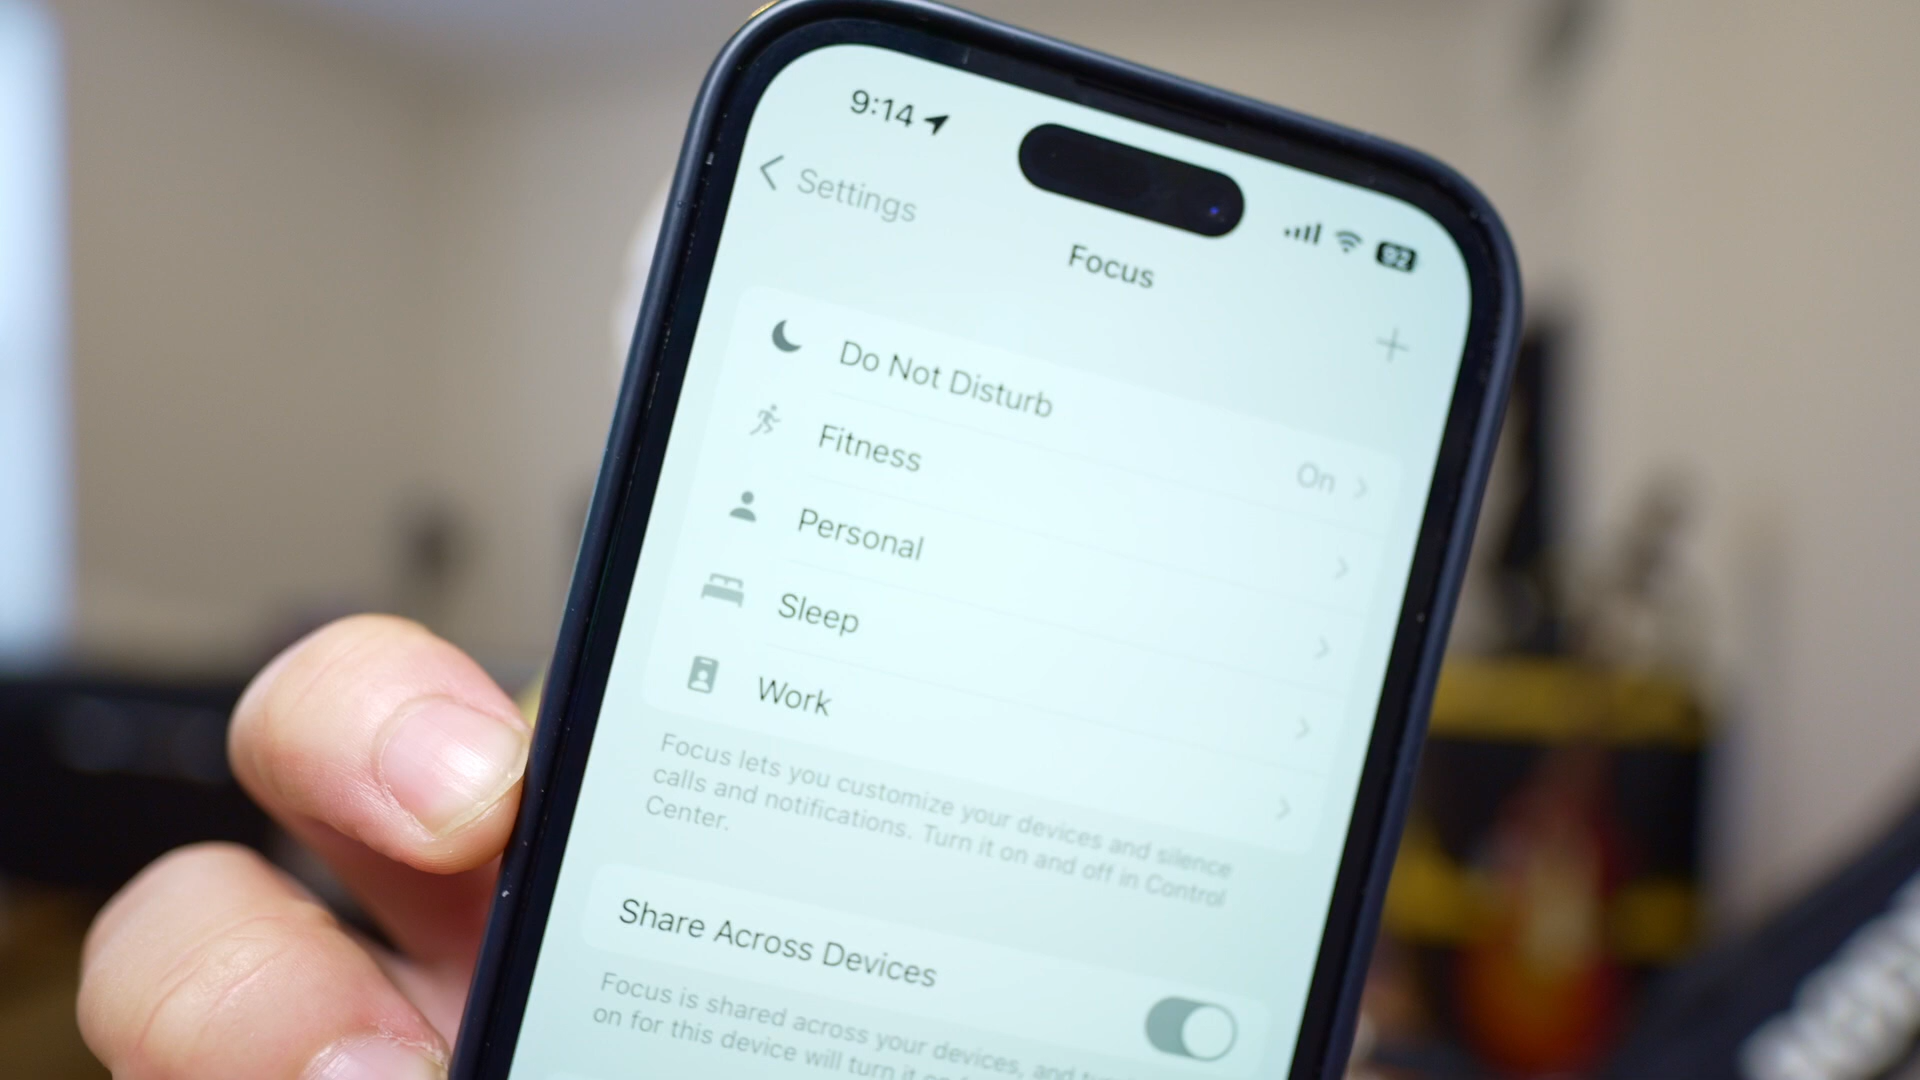 9:14
92
Settings
Focus
Do Not Disturb On
Fitness
Personal
Sleep
Work
Focus lets you customize your devices and silence
calls and notifications. Turn it on and off in Control
Center.
Share Across Devices
Focus is shared across your devices, and
on for this device will turn it